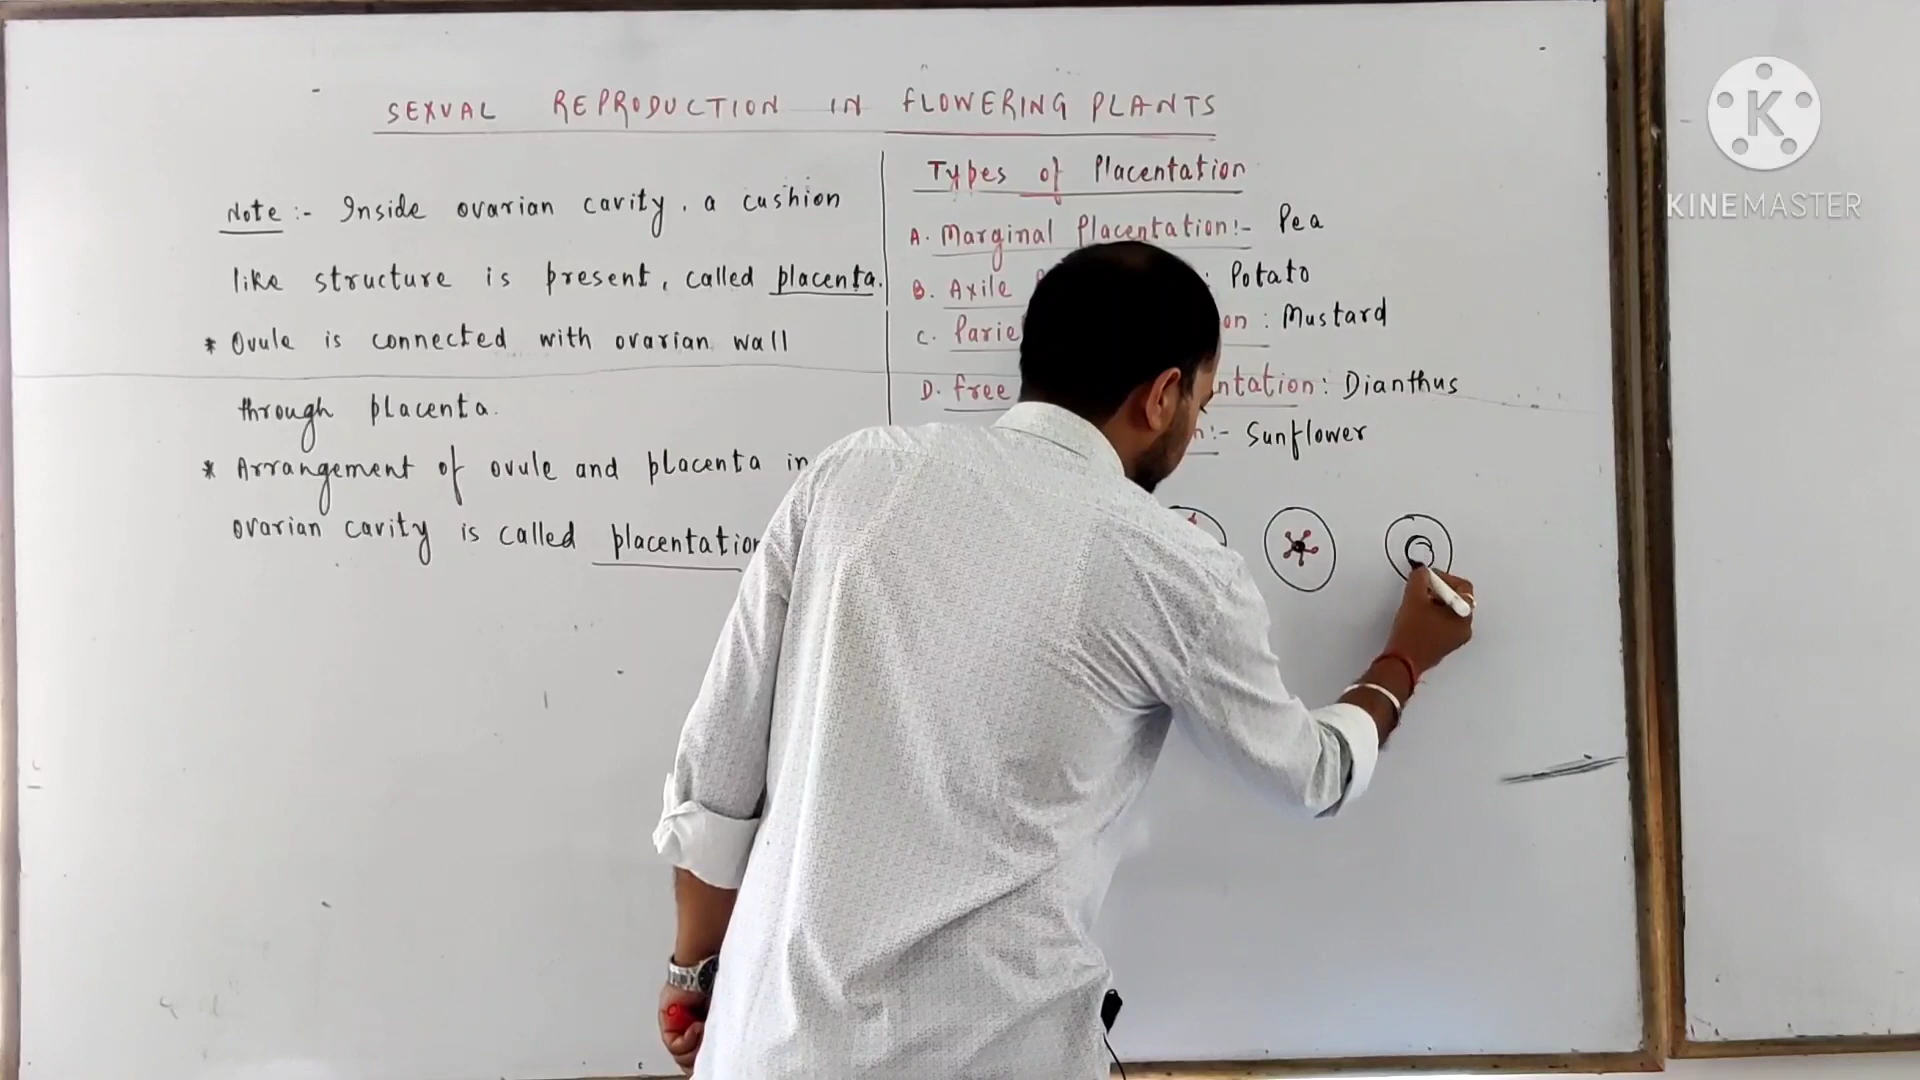 SEXUAL REPRODUCTION IN FLOWERING PLANTS
Note :- Inside ovarian cavity, a cushion
like structure is present, called placenta.
* Ovule is connected with ovarian wall
through placenta.
* Arrangement of ovule and placenta in
ovarian cavity is called placentation
Types of Placentation
A. Marginal Placentation :- Pea
B. Axile : Potato
C. Parie on : Mustard
D. Free ntation : Dianthus
n :- Sunflower
K
KINEMASTER